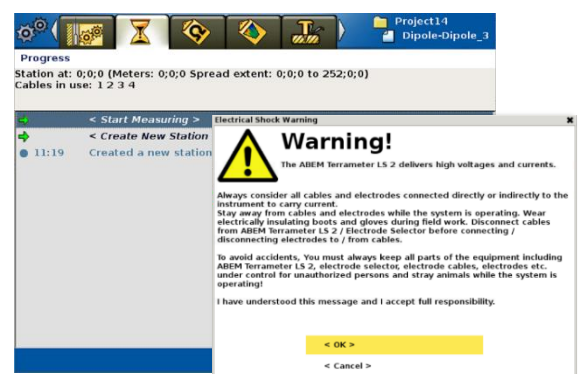 Project14
Dipole-Dipole_3
Progress
Station at: 0;0;0 (Meters: 0;0;0 Spread extent: 0;0;0 to 252;0;0)
Cables in use: 1 2 3 4
< Start Measuring >
< Create New Station
11:19 Created a new station
Electrical Shock Warning
Warning!
The ABEM Terrameter LS 2 delivers high voltages and currents.
Always consider all cables and electrodes connected directly or indirectly to the
instrument to carry current.
Stay away from cables and electrodes while the system is operating. Wear
electrically insulating boots and gloves during field work. Disconnect cables
from ABEM Terrameter LS 2 / Electrode Selector before connecting /
disconnecting electrodes to / from cables.
To avoid accidents, You must always keep all parts of the equipment including
ABEM Terrameter LS 2, electrode selector, electrode cables, electrodes etc.
under control for unauthorized persons and stray animals while the system is
operating!
I have understood this message and I accept full responsibility.
< OK >
< Cancel >